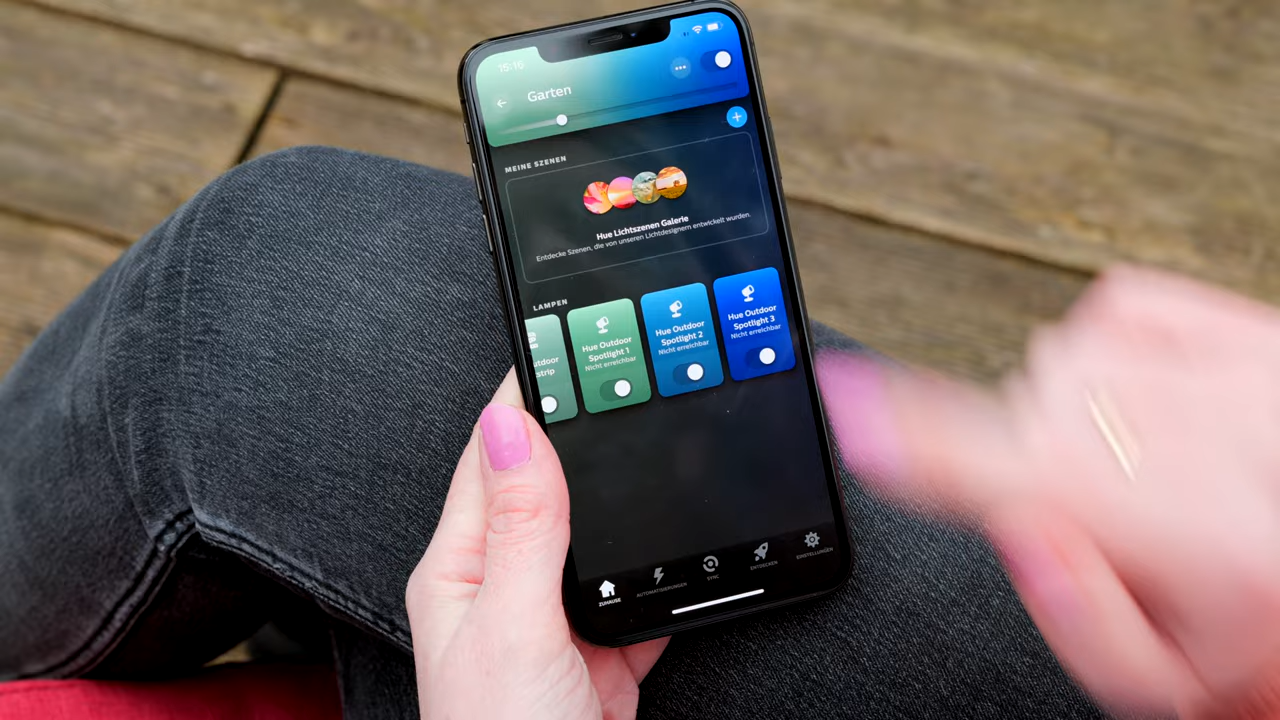 15:16
Garten
MEINE SZENEN
Hue Lichtszenen Galerie
Entdecke Szenen, die von unseren Lichtdesignern entwickelt wurden.
LAMPEN
utdoor
strip
Hue Outdoor
Spotlight 1
Nicht erreichbar
Hue Outdoor
Spotlight 2
Nicht erreichbar
Hue Outdoor
Spotlight 3
Nicht erreichbar
ZUHAUSE
AUTOMATISIERUNGEN
SYNC
ENTDECKEN
EINSTELLUNGEN